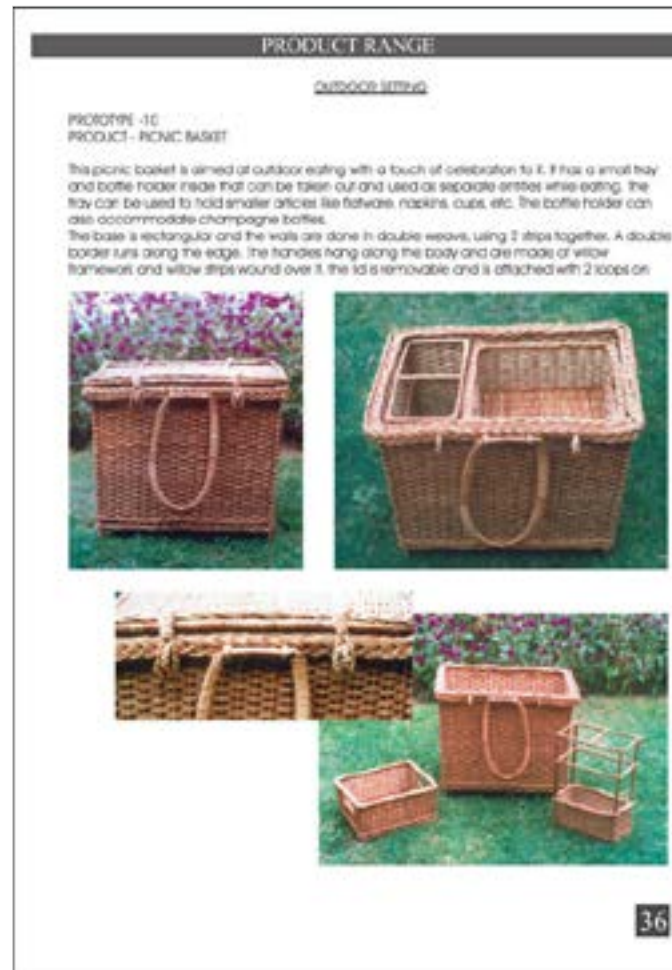 PRODUCT RANGE
OUTDOOR SETTING
PROTOTYPE -10
PRODUCT - PICNIC BASKET
This picnic basket is aimed at outdoor eating with a touch of celebration to it. It has a small tray
and bottle holder inside that can be taken out and used as separate entities while eating. The
tray can be used to hold smaller articles like flatware, napkins, cups, etc. The bottle holder can
also accommodate champagne bottles.
The base is rectangular and the walls are done in double weave, using 2 strips together. A double
border runs along the edge. The handles hang along the body and are made of willow
framework and willow strips wound over it. the lid is removable and is attached with 2 loops on
36